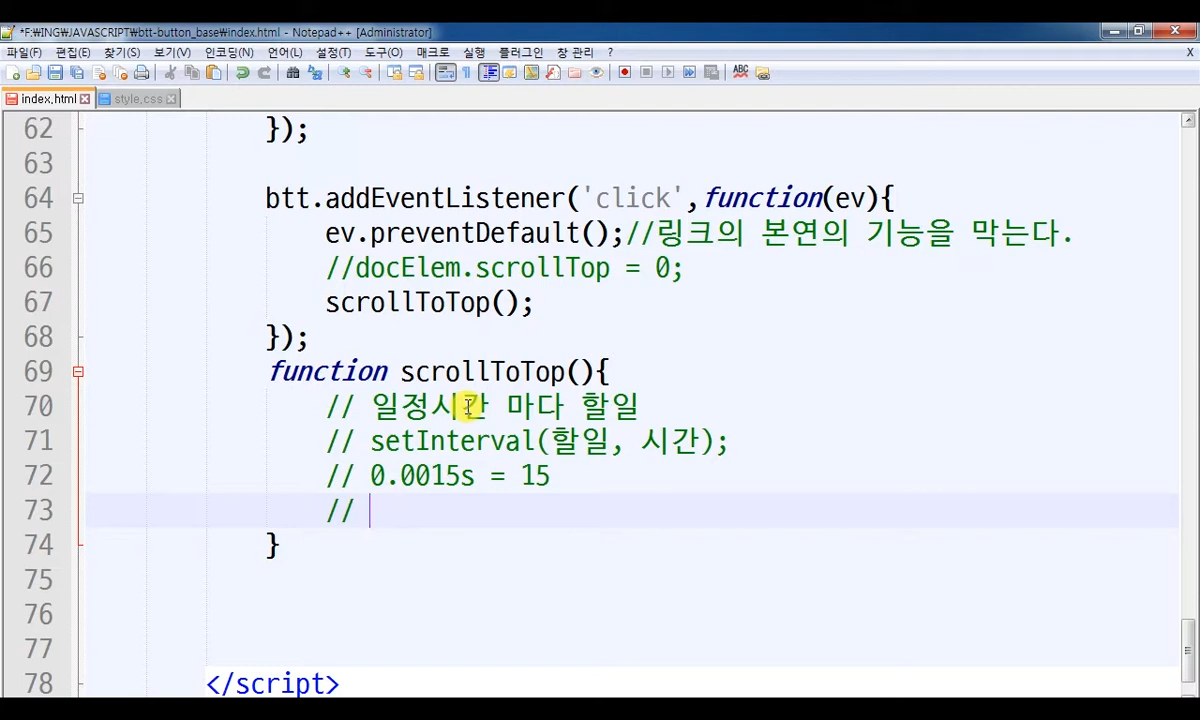 *F:₩ING₩JAVASCRIPT₩btt-button_base₩index.html - Notepad++ [Administrator]
파일(F) 편집(E) 찾기(S) 보기(V) 인코딩(N) 언어(L) 설정(T) 도구(O) 매크로 실행 플러그인 창 관리 ? X
index.html style.css
62 });
63
64 btt.addEventListener('click',function(ev){
65 ev.preventDefault();//링크의 본연의 기능을 막는다.
66 //docElem.scrollTop = 0;
67 scrollToTop();
68 });
69 function scrollToTop(){
70 // 일정시간 마다 할일
71 // setInterval(할일, 시간);
72 // 0.0015s = 15
73 //
74 }
75
76
77
78 </script>